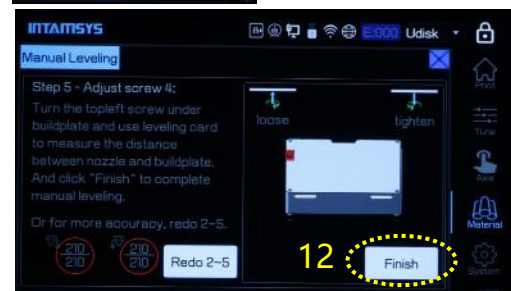 INTAMSYS
E:000 Udisk
Manual Leveling
Step 5 - Adjust screw 4:
Turn the topleft screw under
buildplate and use leveling card
to measure the distance
between nozzle and buildplate.
And click "Finish" to complete
manual leveling.
Or for more accuracy, redo 2~5.
210
210
210
210
Redo 2~5
loose
tighten
12
Finish
Print
Tune
Axis
Material
System